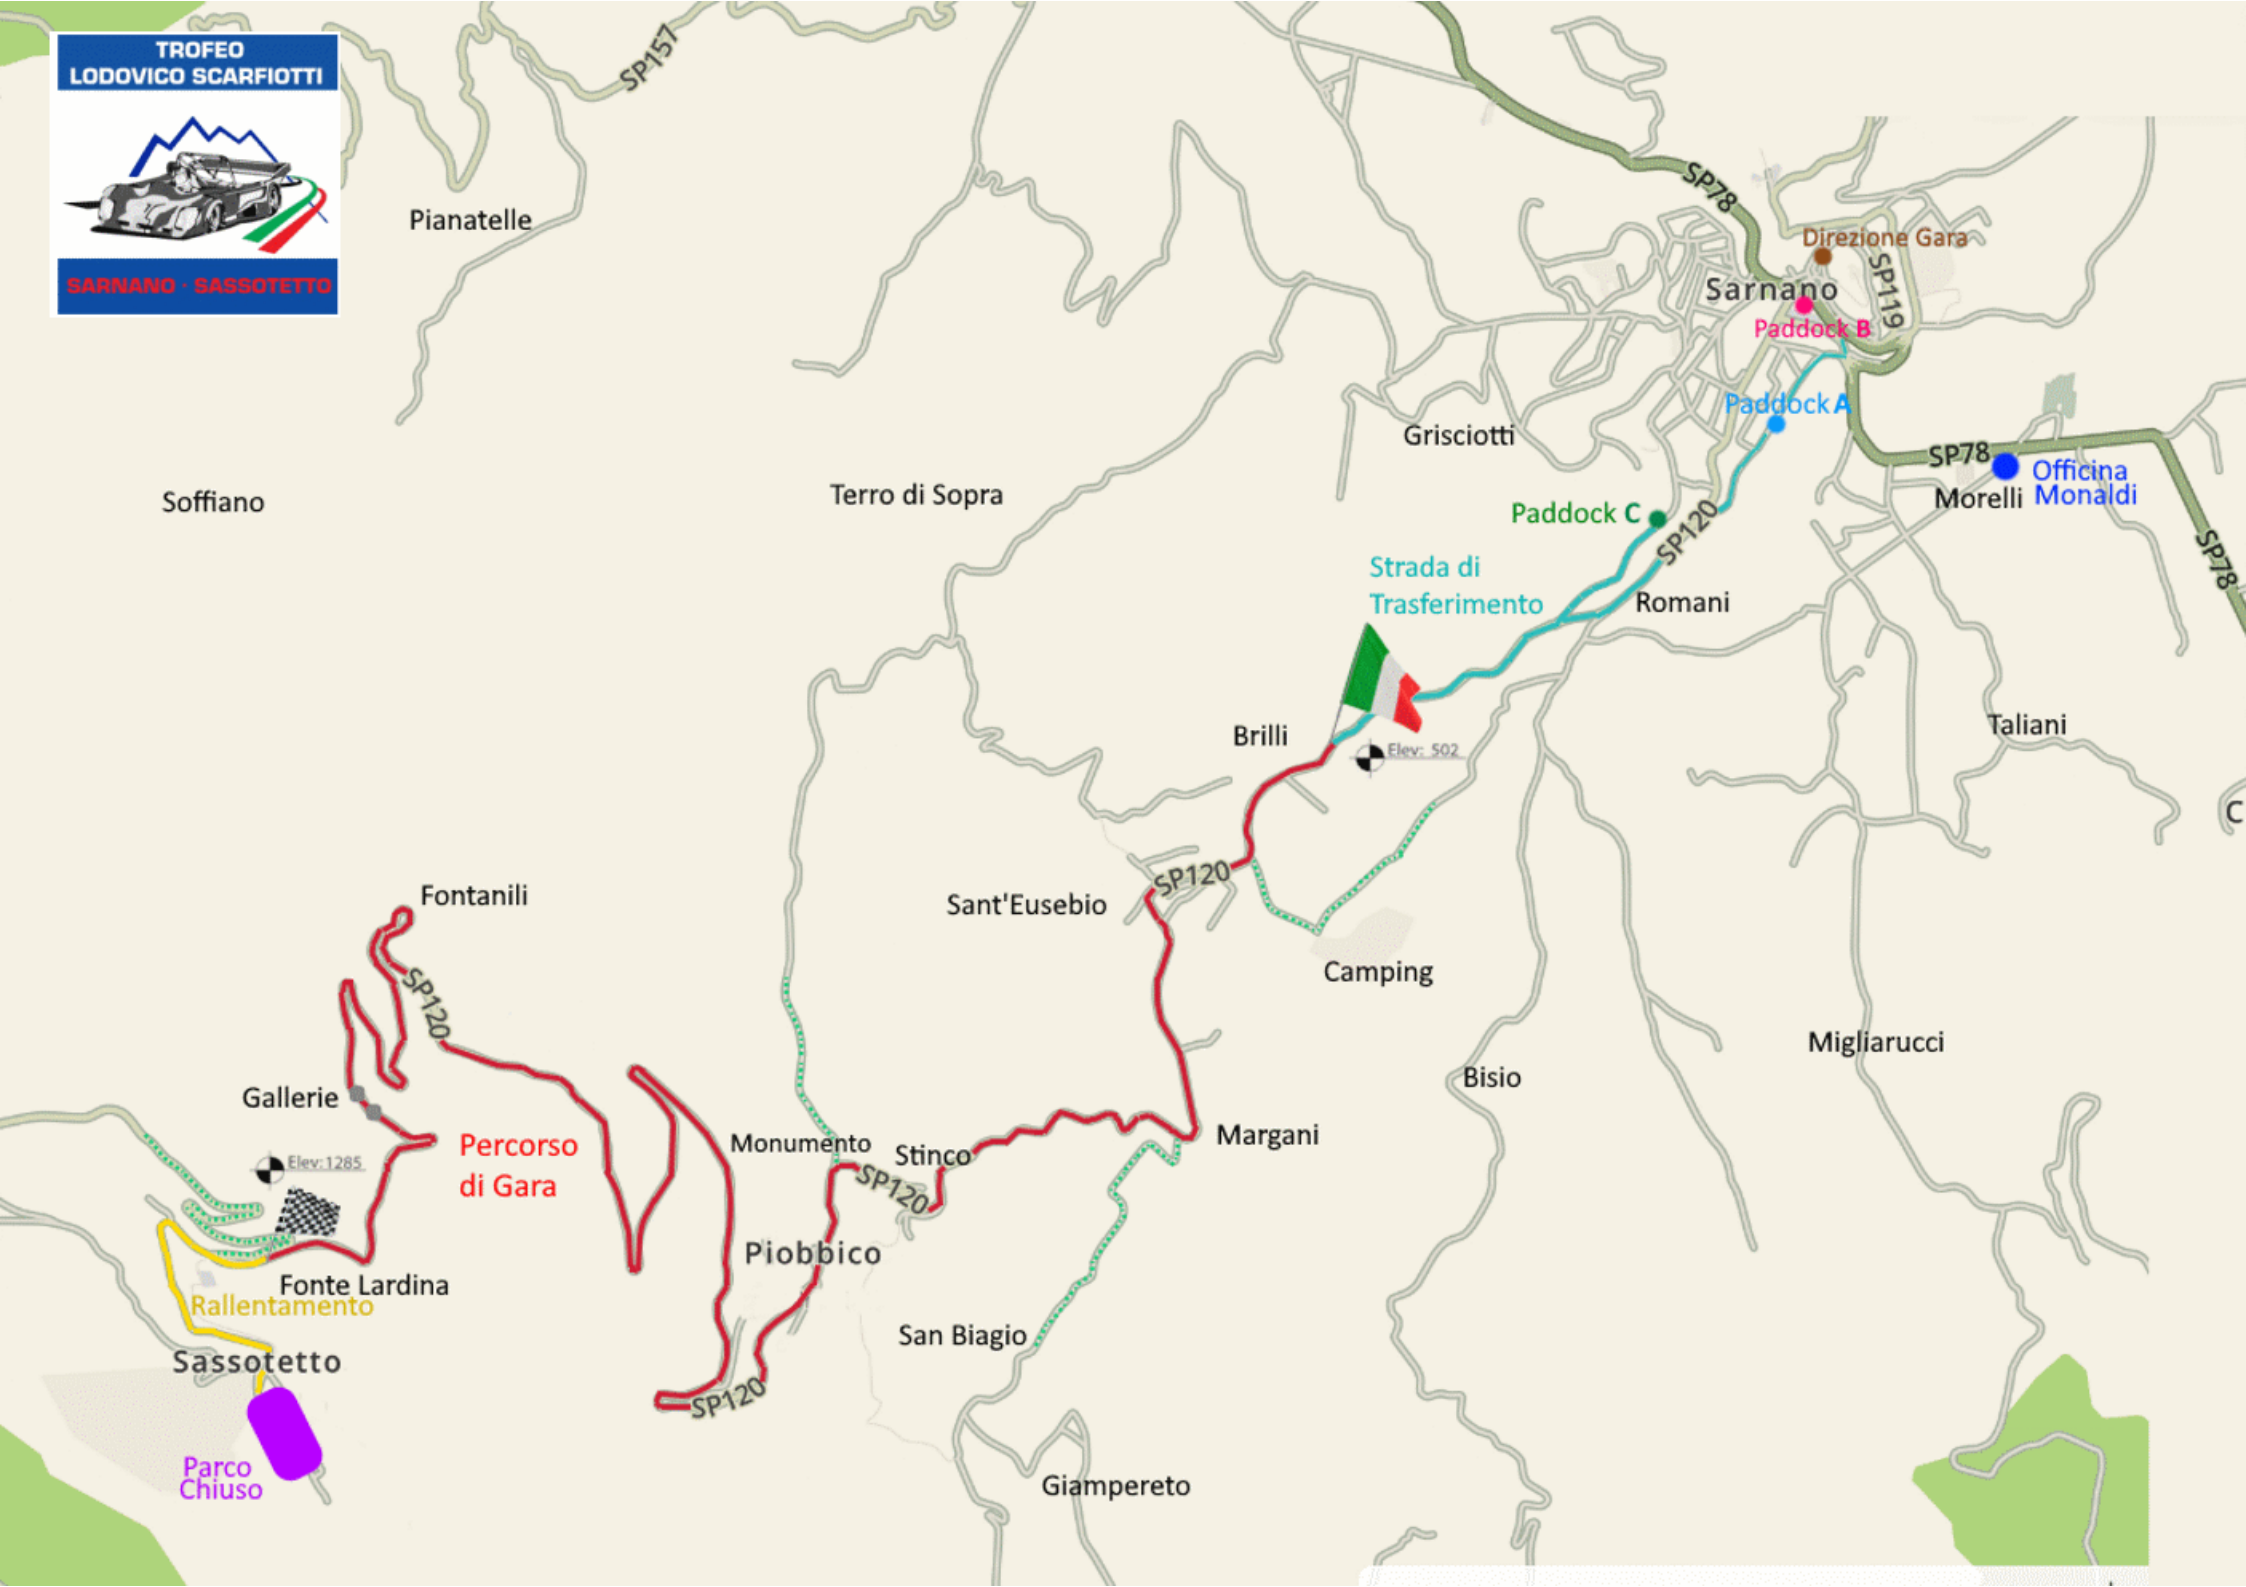 TROFEO
LODOVICO SCARFIOTTI
SARNANO · SASSOTETTO
SP157
Pianatelle
SP78
Direzione Gara
SP119
Sarnano
Paddock B
Paddock A
Grisciotti
SP78
Officina
Monaldi
Morelli
Soffiano
Terro di Sopra
Paddock C
SP120
SP78
Strada di
Trasferimento
Romani
Brilli
Elev: 502
Taliani
C
SP120
Sant'Eusebio
Fontanili
Camping
SP120
Migliarucci
Bisio
Gallerie
Margani
Monumento
Stinco
Percorso
di Gara
Elev:1285
SP120
Piobbico
Fonte Lardina
Rallentamento
San Biagio
Sassotetto
SP120
Parco
Chiuso
Giampereto